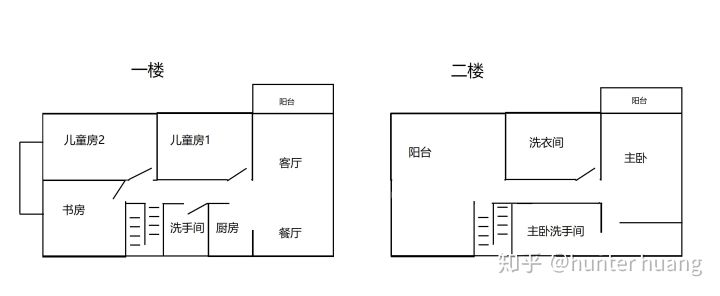 一楼
二楼
阳台
阳台
儿童房2
儿童房1
客厅
书房
洗手间
厨房
餐厅
阳台
洗衣间
主卧
主卧洗手间
知乎 @hunter huang